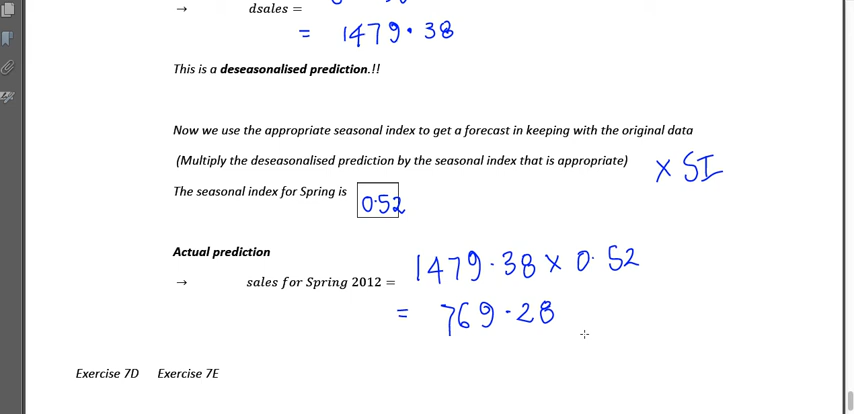 → dsales =
= 1479.38
This is a deseasonalised prediction.!!
Now we use the appropriate seasonal index to get a forecast in keeping with the original data
(Multiply the deseasonalised prediction by the seasonal index that is appropriate) × SI
The seasonal index for Spring is 0.52
Actual prediction
→ sales for Spring 2012 = 1479.38 × 0.52
= 769.28
Exercise 7D Exercise 7E